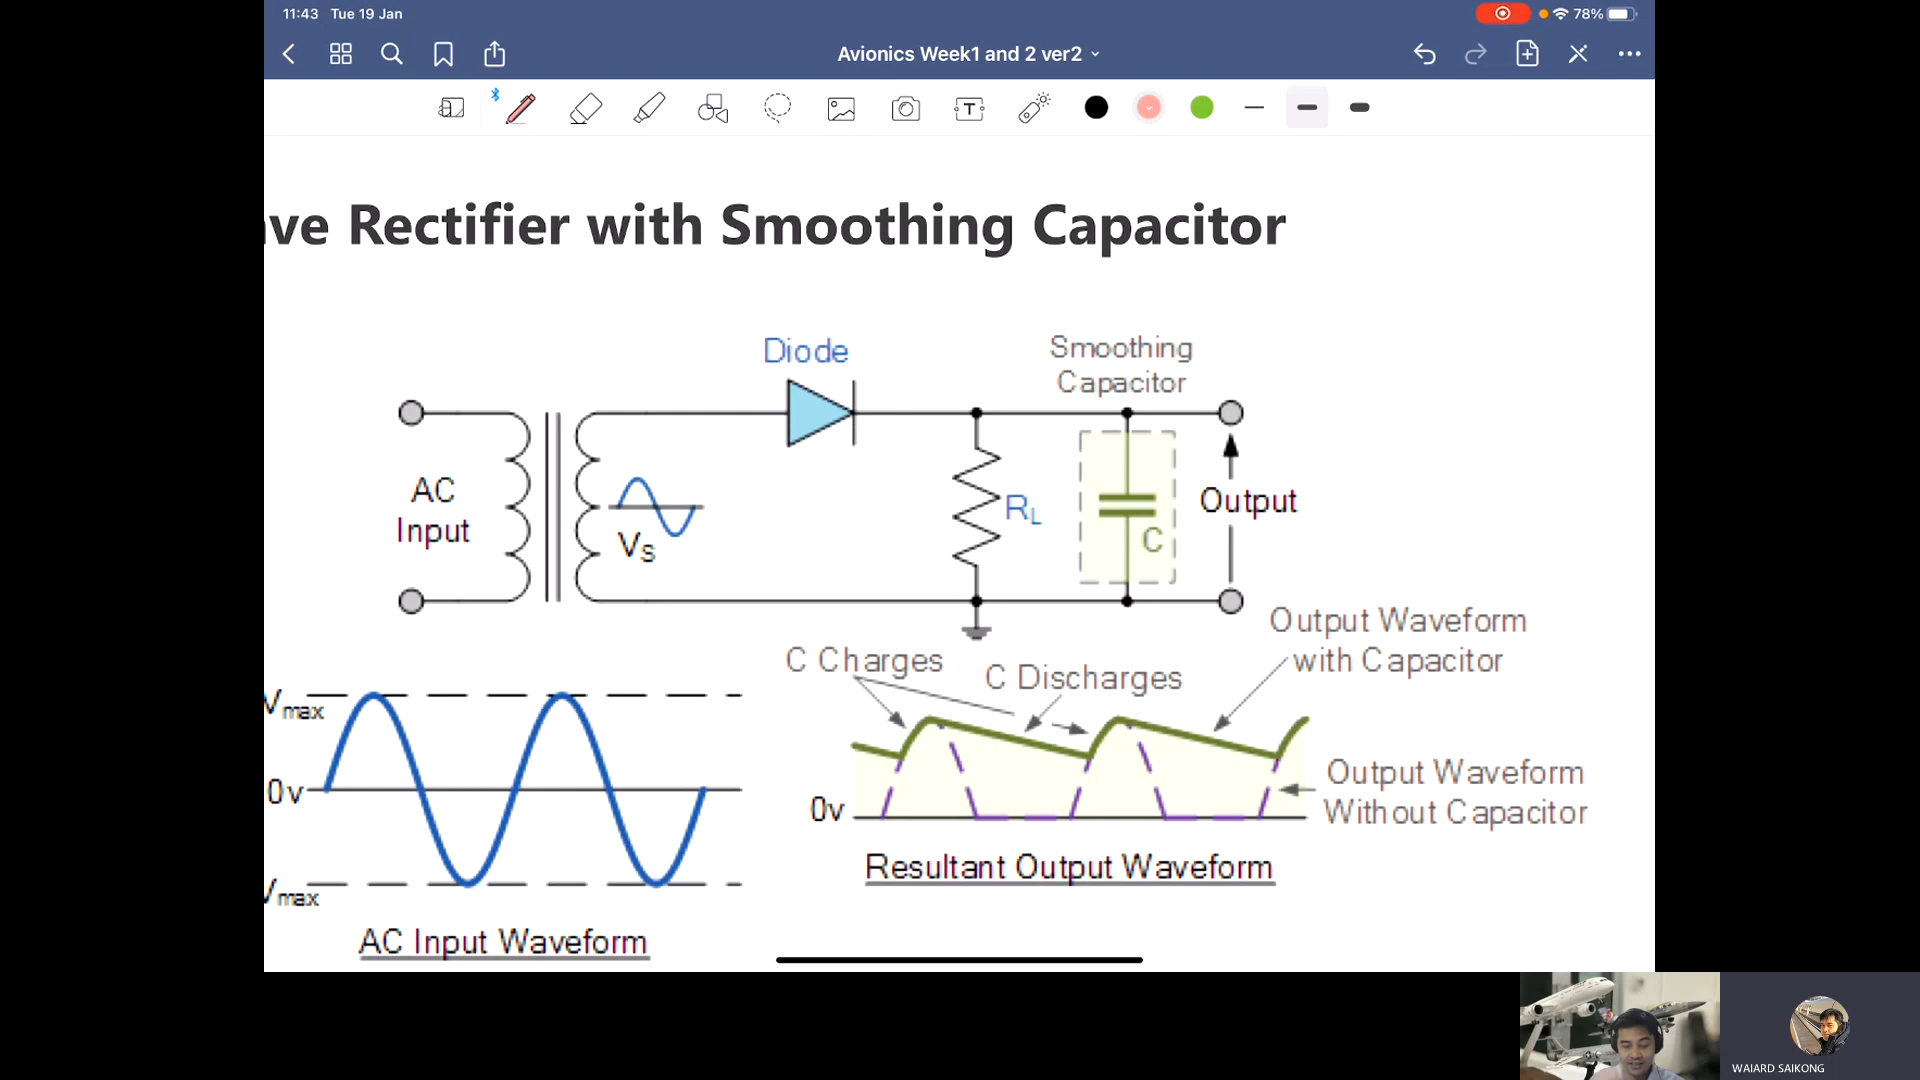 11:43 Tue 19 Jan
78%
Avionics Week1 and 2 ver2
T
ve Rectifier with Smoothing Capacitor
Diode
Smoothing
Capacitor
AC
Input
VS
RL
C
Output
Output Waveform
with Capacitor
C Charges
C Discharges
Vmax
0v
Vmax
AC Input Waveform
0v
Output Waveform
Without Capacitor
Resultant Output Waveform
WAIARD SAIKONG